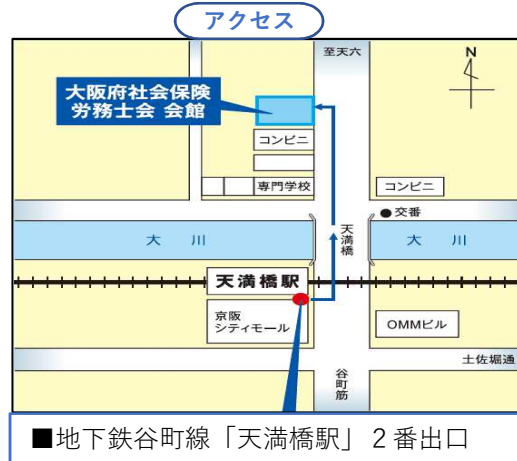 アクセス
至天六
N
大阪府社会保険
労務士会 会館
コンビニ
専門学校
コンビニ
●交番
大川
天満橋
大川
天満橋駅
京阪
シティモール
OMMビル
土佐堀通
谷町筋
■地下鉄谷町線「天満橋駅」２番出口